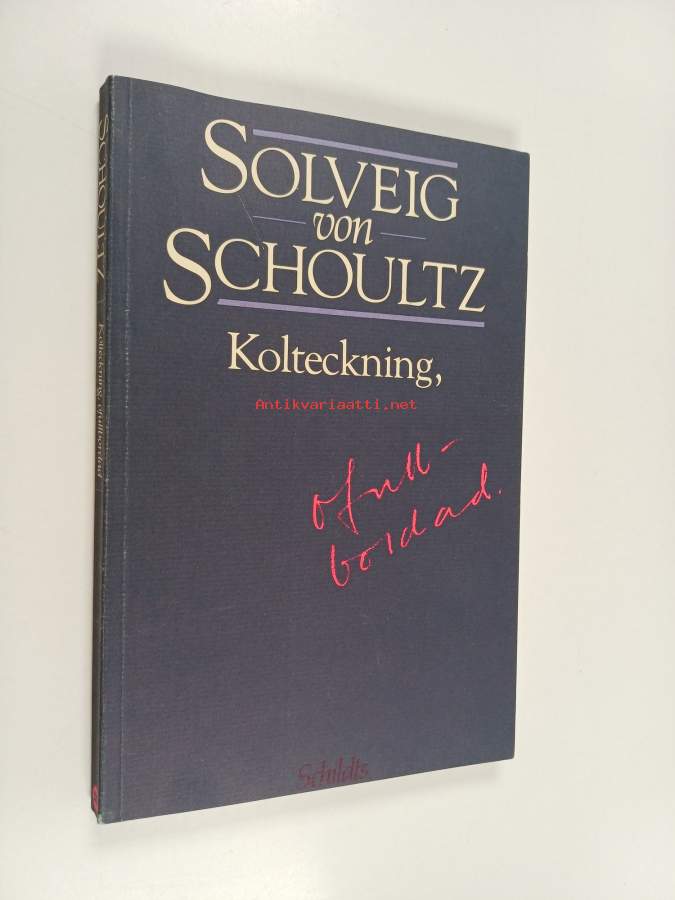 SOLVEIG
von
SCHOULTZ
Kolteckning,
Antikvariaatti.net
ofull-
bordad.
Schildts
SCHOULTZ Kolteckning, ofullbordad